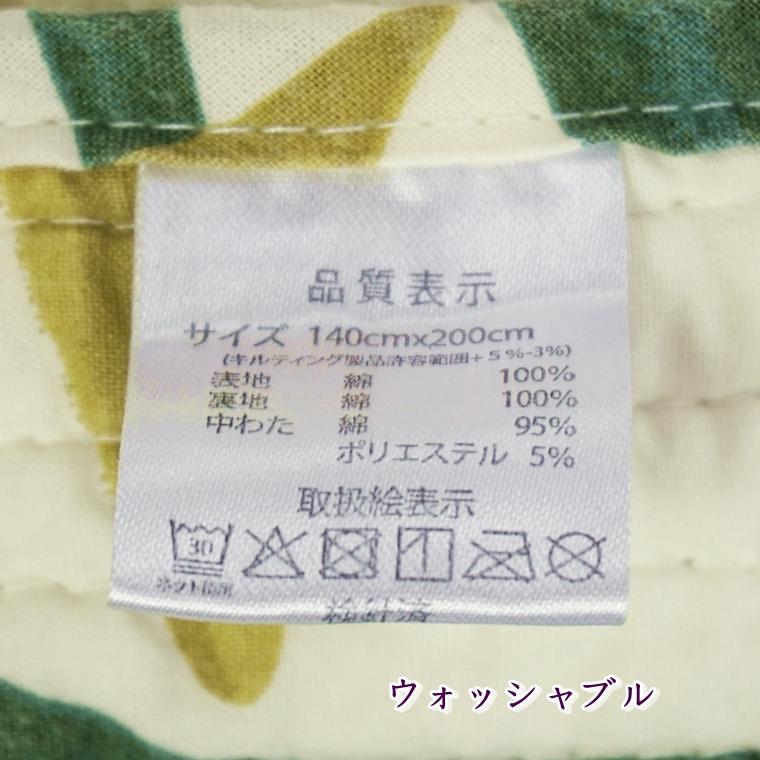 品質表示
サイズ 140cmx200cm
(キルティング製品許容範囲+5%-3%)
表地 綿 100%
裏地 綿 100%
中わた 綿 95%
ポリエステル 5%
取扱絵表示
30
ネット使用
検針済
ウォッシャブル